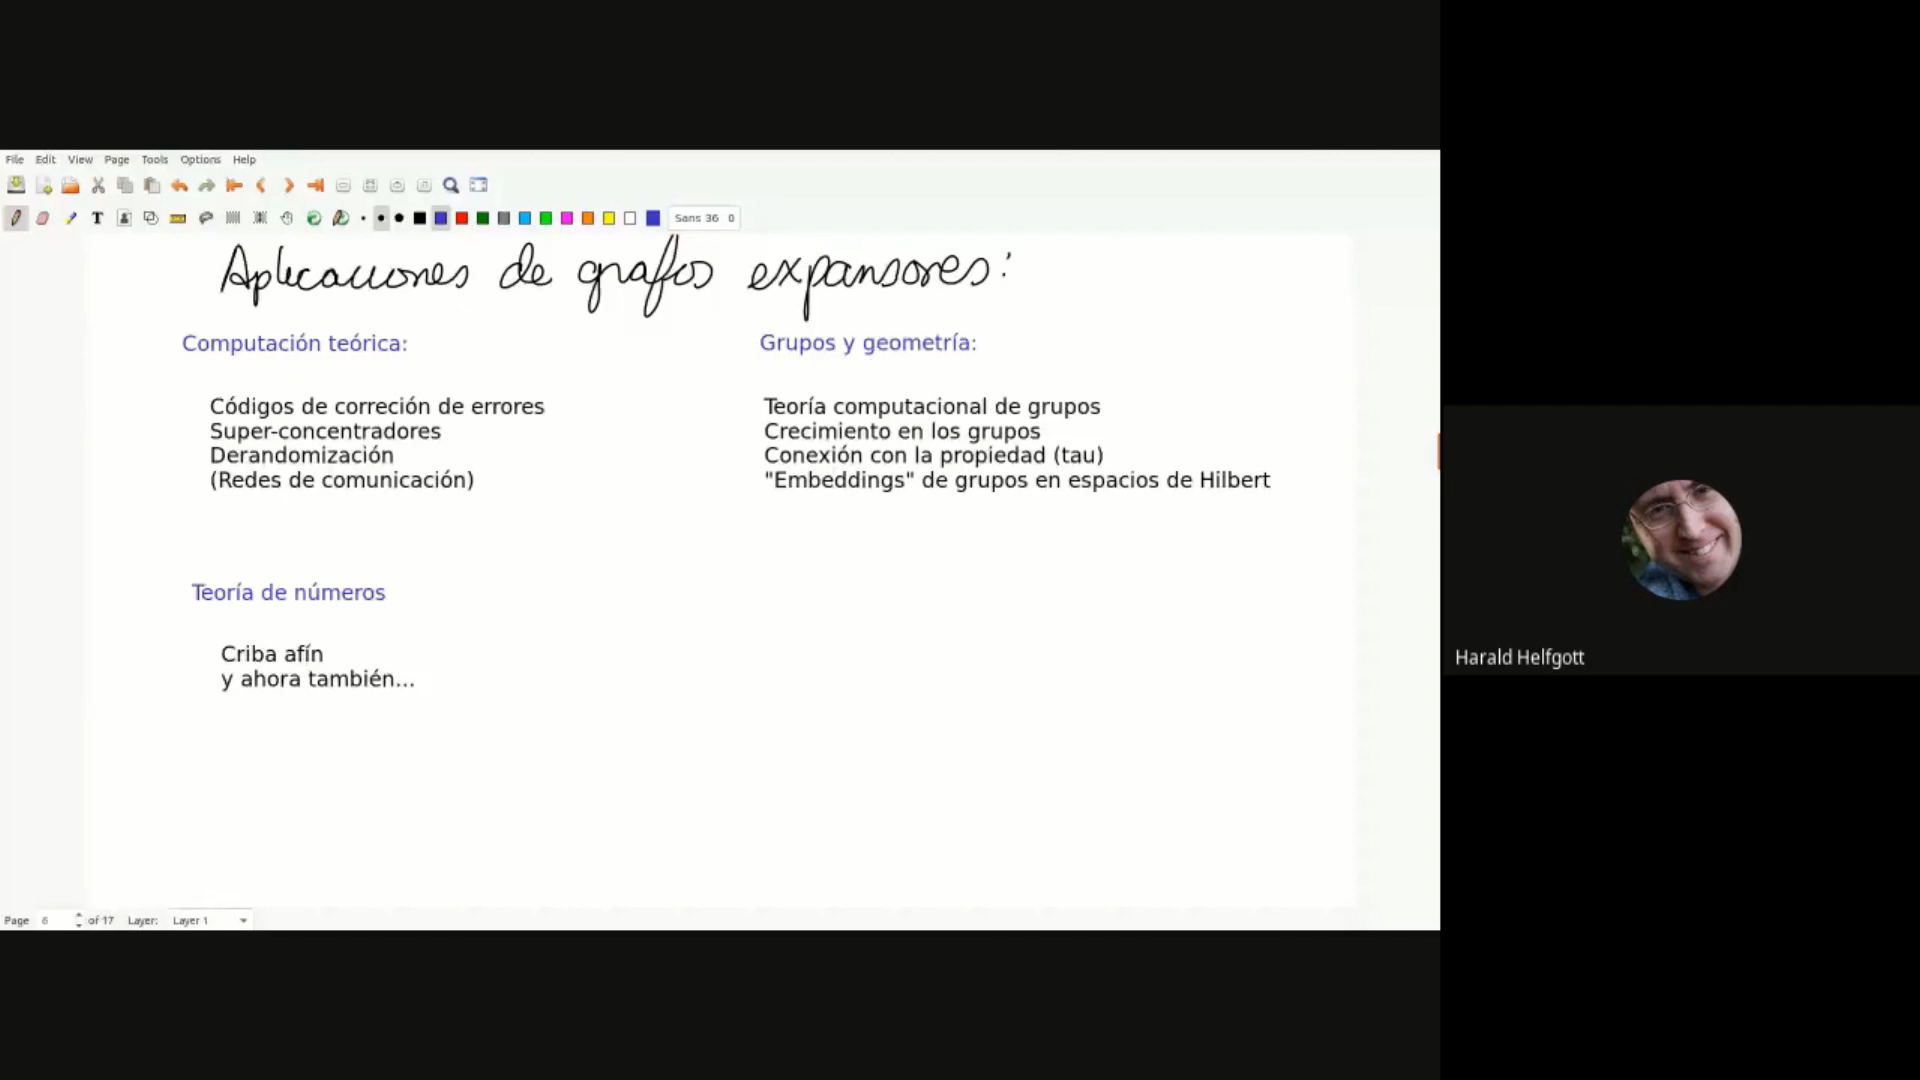 File Edit View Page Tools Options Help
T Sans 36 0
Aplicaciones de grafos expansores:
Computación teórica:
Códigos de correción de errores
Super-concentradores
Derandomización
(Redes de comunicación)
Grupos y geometría:
Teoría computacional de grupos
Crecimiento en los grupos
Conexión con la propiedad (tau)
"Embeddings" de grupos en espacios de Hilbert
Teoría de números
Criba afín
y ahora también...
Page 6 of 17 Layer: Layer 1
Harald Helfgott